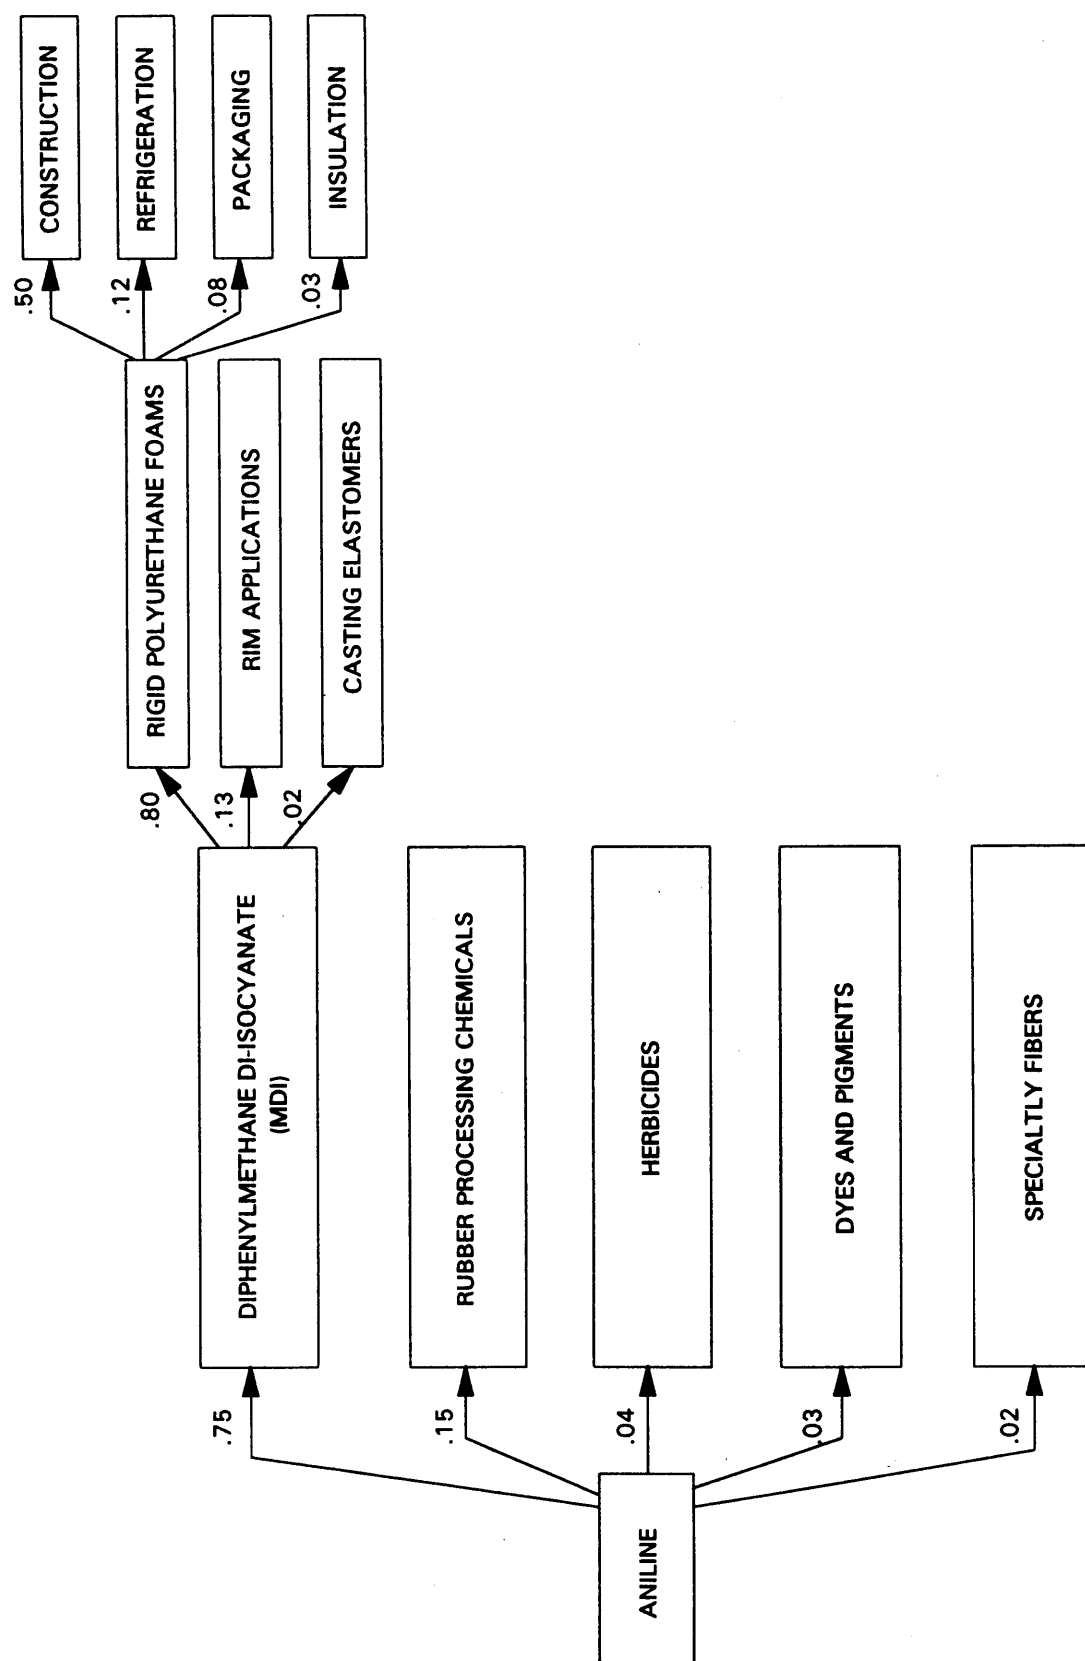 ANILINE
.75
.15
.04
.03
.02
DIPHENYLMETHANE DI-ISOCYANATE
(MDI)
RUBBER PROCESSING CHEMICALS
HERBICIDES
DYES AND PIGMENTS
SPECIALTLY FIBERS
.80
.13
.02
RIGID POLYURETHANE FOAMS
RIM APPLICATIONS
CASTING ELASTOMERS
.50
.12
.08
.03
CONSTRUCTION
REFRIGERATION
PACKAGING
INSULATION